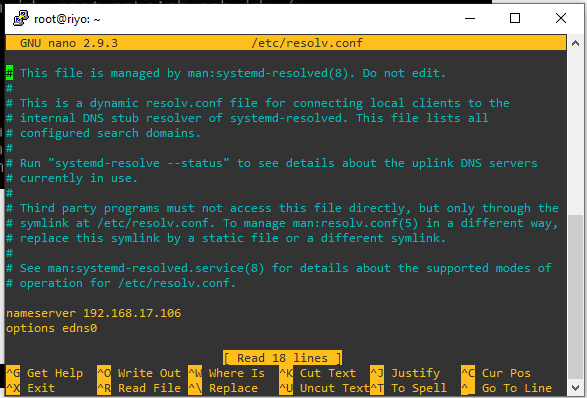 root@riyo: ~
GNU nano 2.9.3 /etc/resolv.conf
# This file is managed by man:systemd-resolved(8). Do not edit.
#
# This is a dynamic resolv.conf file for connecting local clients to the
# internal DNS stub resolver of systemd-resolved. This file lists all
# configured search domains.
#
# Run "systemd-resolve --status" to see details about the uplink DNS servers
# currently in use.
#
# Third party programs must not access this file directly, but only through the
# symlink at /etc/resolv.conf. To manage man:resolv.conf(5) in a different way,
# replace this symlink by a static file or a different symlink.
#
# See man:systemd-resolved.service(8) for details about the supported modes of
# operation for /etc/resolv.conf.
nameserver 192.168.17.106
options edns0
[ Read 18 lines ]
^G Get Help ^O Write Out ^W Where Is ^K Cut Text ^J Justify ^C Cur Pos
^X Exit ^R Read File ^\ Replace ^U Uncut Text^T To Spell ^_ Go To Line